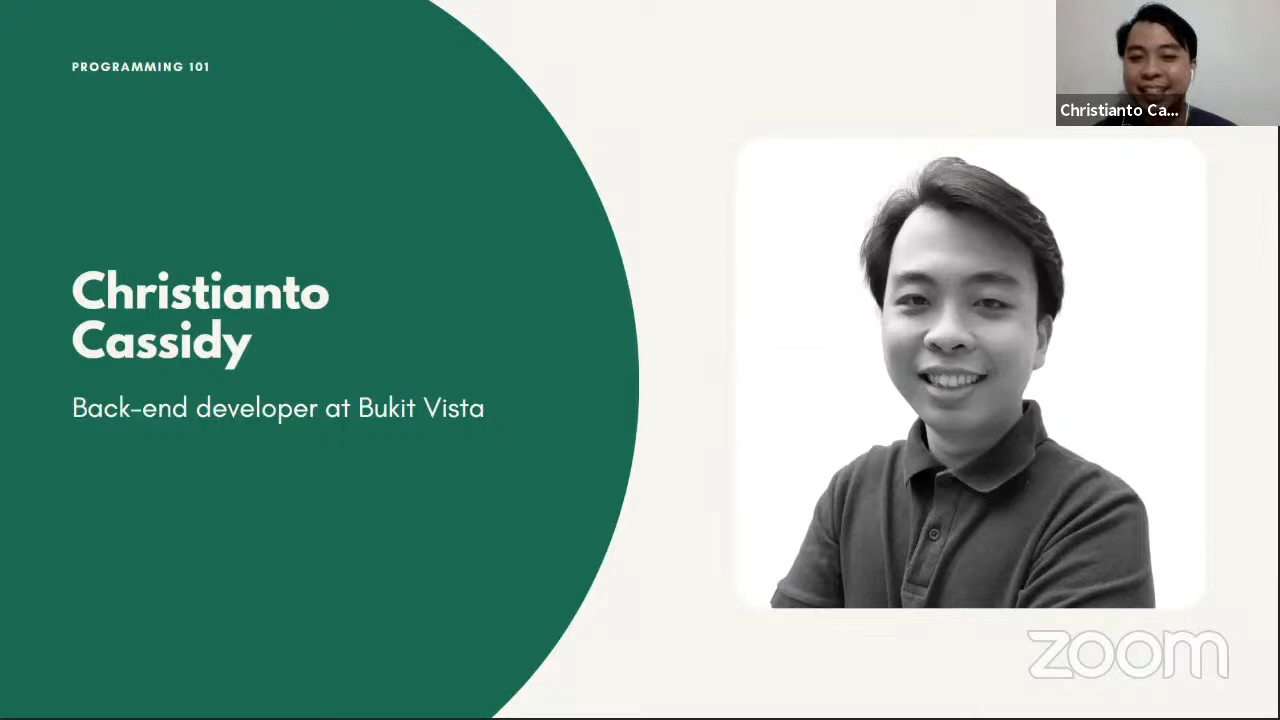 PROGRAMMING 101
Christianto Ca...
Christianto
Cassidy
Back-end developer at Bukit Vista
zoom